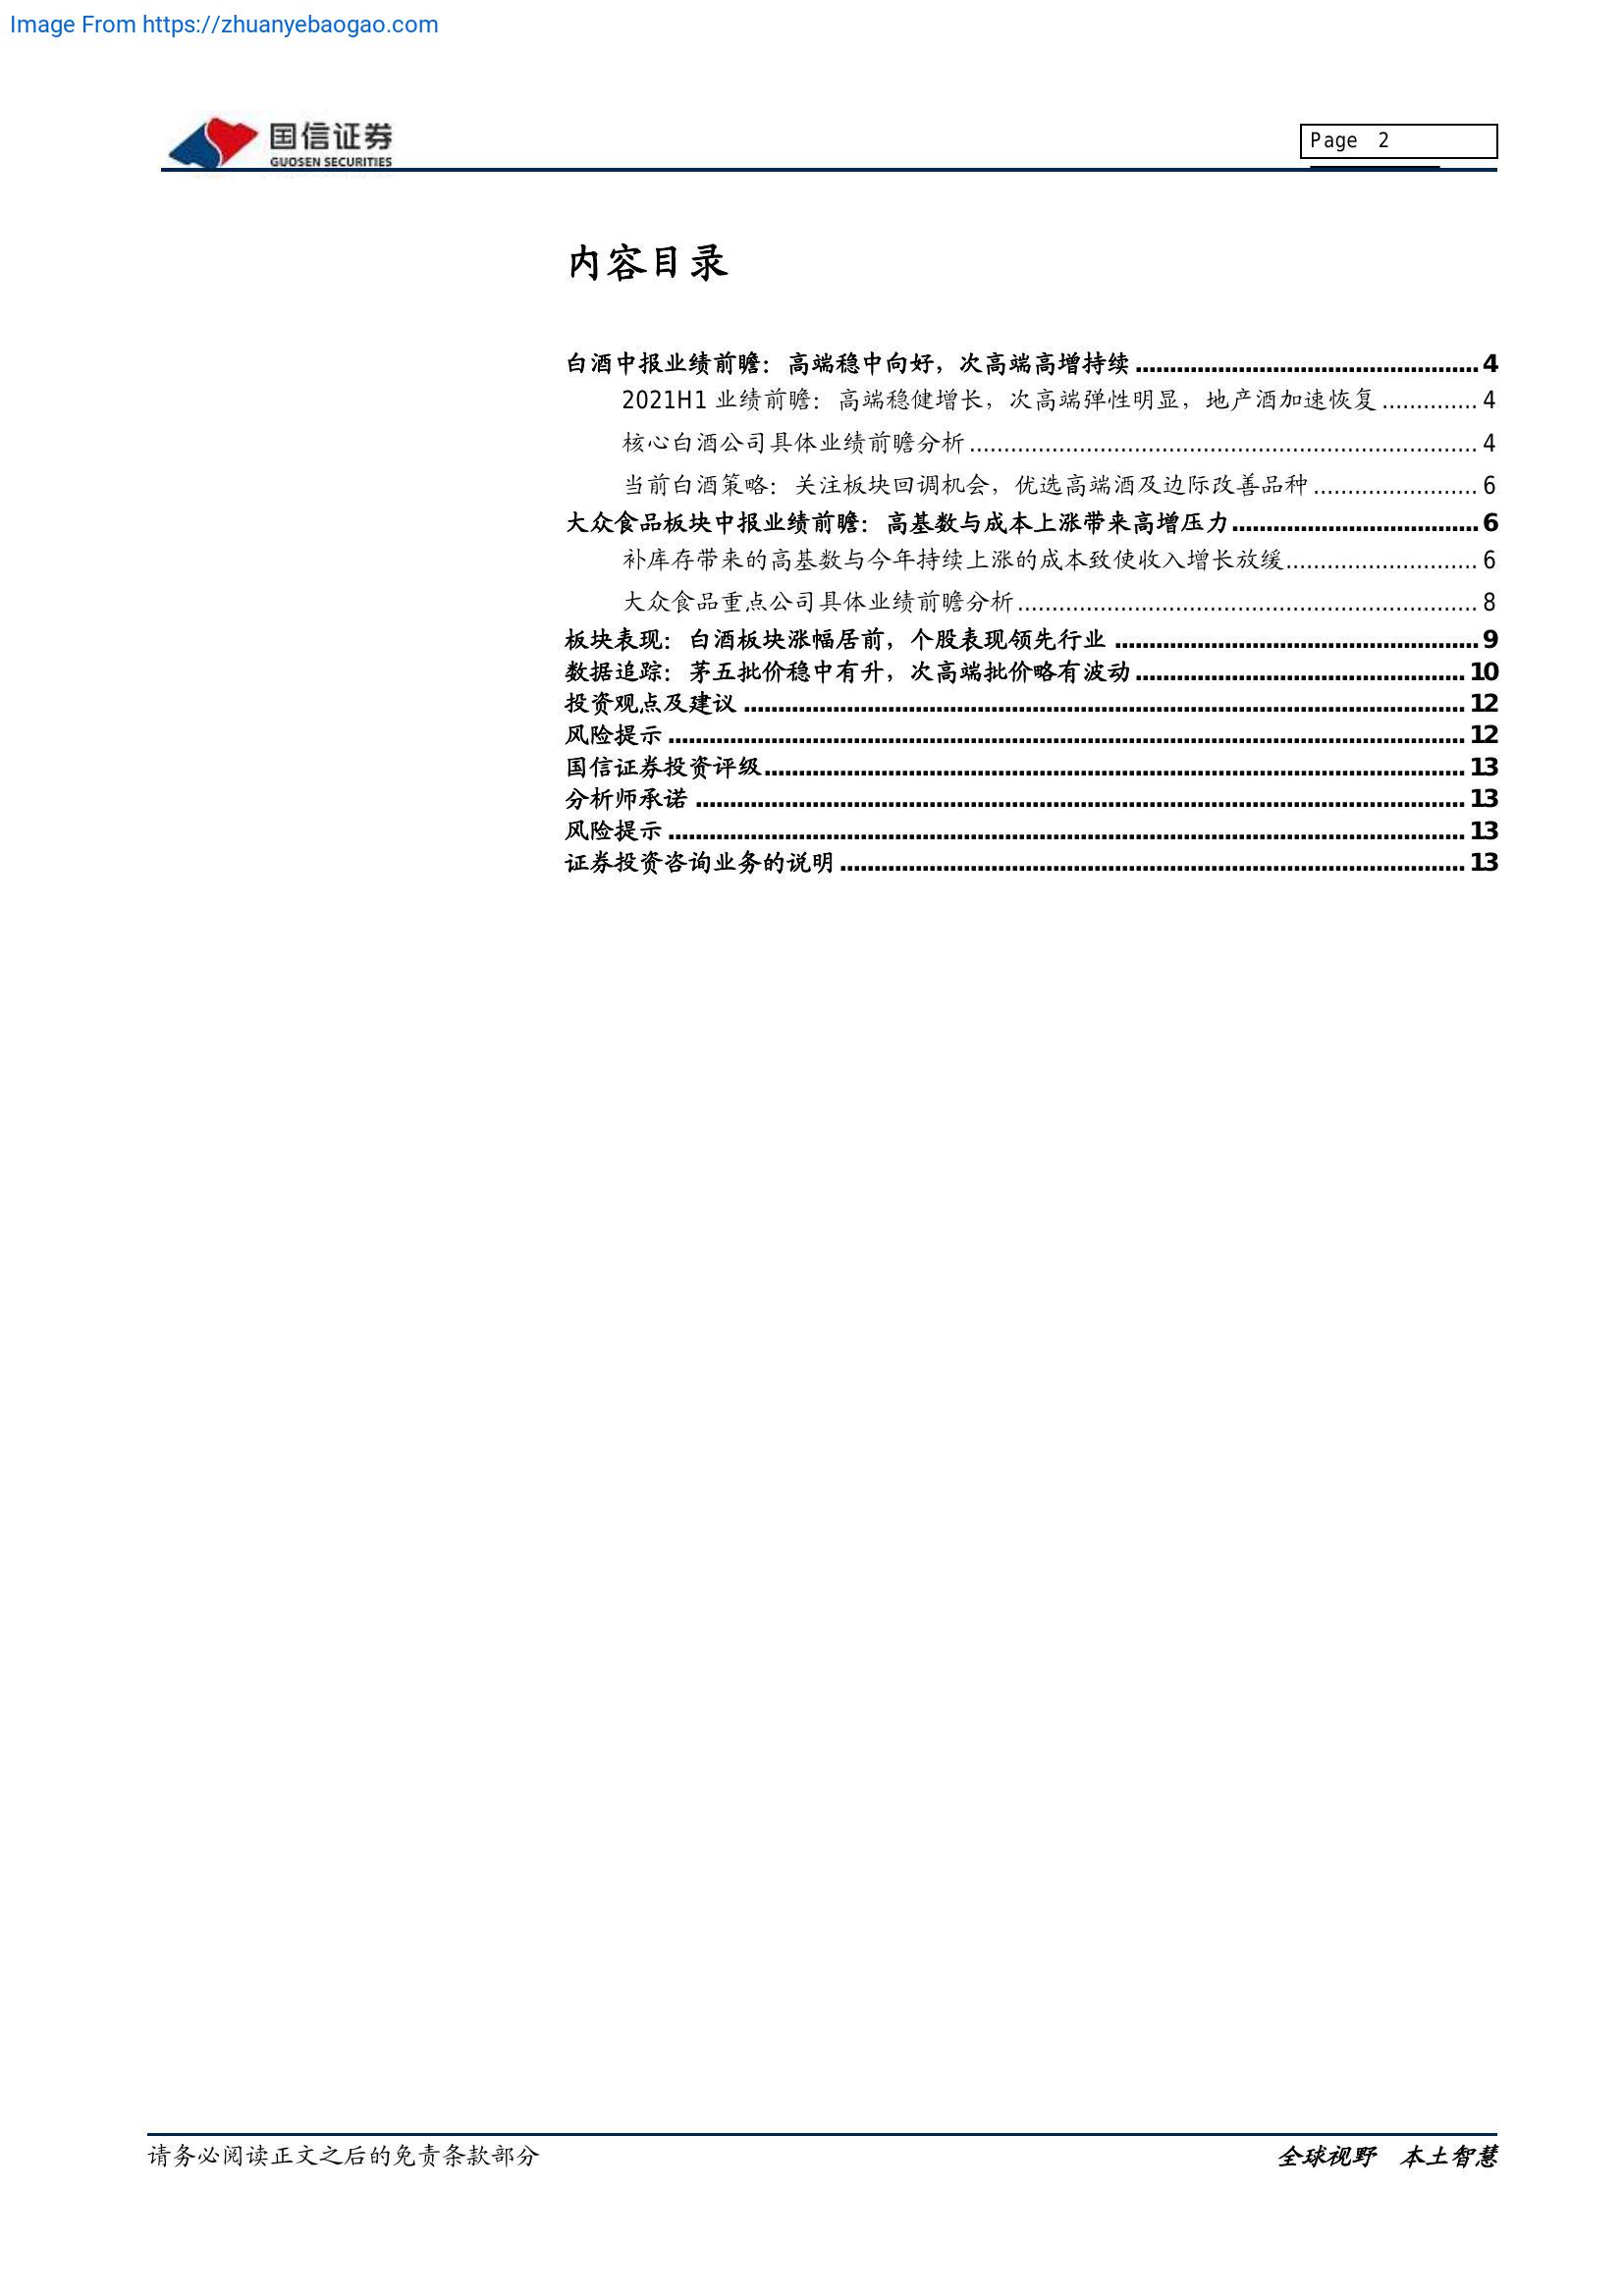 Image From https://zhuanyebaogao.com
国信证券
GUOSEN SECURITIES
Page 2
内容目录
白酒中报业绩前瞻：高端稳中向好，次高端高增持续 .................................................. 4
2021H1 业绩前瞻：高端稳健增长，次高端弹性明显，地产酒加速恢复 .............. 4
核心白酒公司具体业绩前瞻分析 .......................................................................... 4
当前白酒策略：关注板块回调机会，优选高端酒及边际改善品种 ........................ 6
大众食品板块中报业绩前瞻：高基数与成本上涨带来高增压力 .................................... 6
补库存带来的高基数与今年持续上涨的成本致使收入增长放缓 ............................ 6
大众食品重点公司具体业绩前瞻分析 ................................................................... 8
板块表现：白酒板块涨幅居前，个股表现领先行业 ..................................................... 9
数据追踪：茅五批价稳中有升，次高端批价略有波动 ................................................ 10
投资观点及建议 ......................................................................................................... 12
风险提示 .................................................................................................................... 12
国信证券投资评级 ...................................................................................................... 13
分析师承诺 ................................................................................................................ 13
风险提示 .................................................................................................................... 13
证券投资咨询业务的说明 ........................................................................................... 13
请务必阅读正文之后的免责条款部分
全球视野 本土智慧